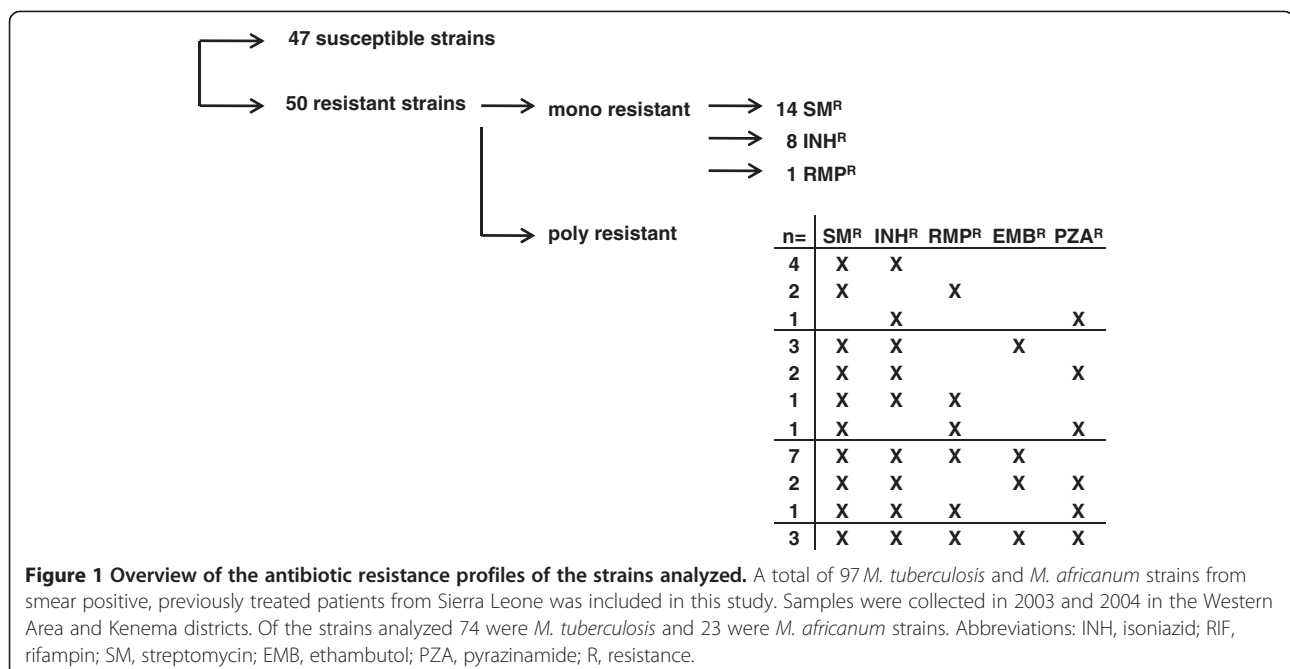 47 susceptible strains
50 resistant strains
mono resistant
14 SMᴿ
8 INHᴿ
1 RMPᴿ
poly resistant
n= SMᴿ INHᴿ RMPᴿ EMBᴿ PZAᴿ
4 X X
2 X X
1 X X
3 X X X
2 X X X
1 X X X
1 X X X
7 X X X X
2 X X X X
1 X X X X
3 X X X X X
Figure 1 Overview of the antibiotic resistance profiles of the strains analyzed. A total of 97 M. tuberculosis and M. africanum strains from
smear positive, previously treated patients from Sierra Leone was included in this study. Samples were collected in 2003 and 2004 in the Western
Area and Kenema districts. Of the strains analyzed 74 were M. tuberculosis and 23 were M. africanum strains. Abbreviations: INH, isoniazid; RIF,
rifampin; SM, streptomycin; EMB, ethambutol; PZA, pyrazinamide; R, resistance.